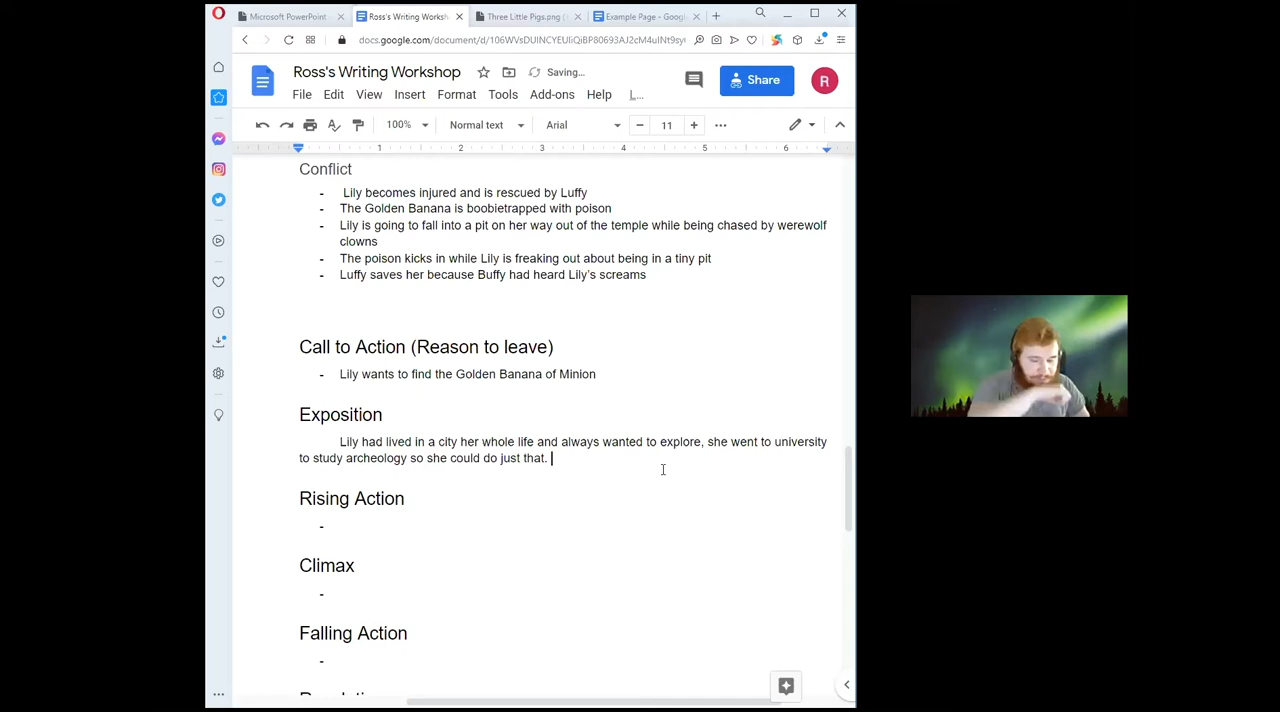 Microsoft PowerPoint
Ross's Writing Worksh
Three Little Pigs.png (
Example Page - Googl
docs.google.com/document/d/106WVsDUINCYEUIiQiBP80693AJ2cM4uINt9sy
Ross's Writing Workshop
Saving...
Share
R
File Edit View Insert Format Tools Add-ons Help L...
100% Normal text Arial 11
1 2 3 4 5 6
Conflict
- Lily becomes injured and is rescued by Luffy
- The Golden Banana is boobietrapped with poison
- Lily is going to fall into a pit on her way out of the temple while being chased by werewolf
clowns
- The poison kicks in while Lily is freaking out about being in a tiny pit
- Luffy saves her because Buffy had heard Lily's screams
Call to Action (Reason to leave)
- Lily wants to find the Golden Banana of Minion
Exposition
Lily had lived in a city her whole life and always wanted to explore, she went to university
to study archeology so she could do just that.
Rising Action
-
Climax
-
Falling Action
-